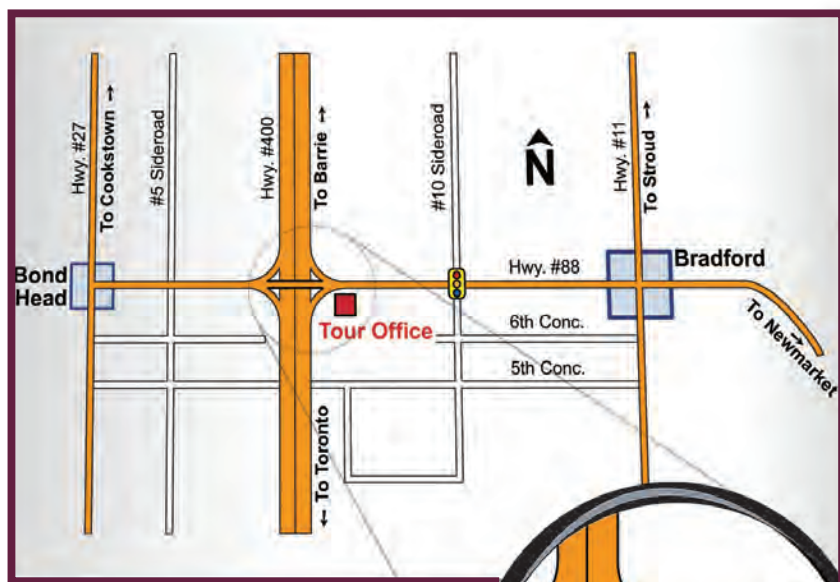 Hwy. #27
To Cookstown →
#5 Sideroad
Hwy. #400
To Barrie →
#10 Sideroad
N
Hwy. #11
To Stroud →
Bond
Head
Hwy. #88
Bradford
Tour Office
6th Conc.
5th Conc.
To Newmarket →
← To Toronto